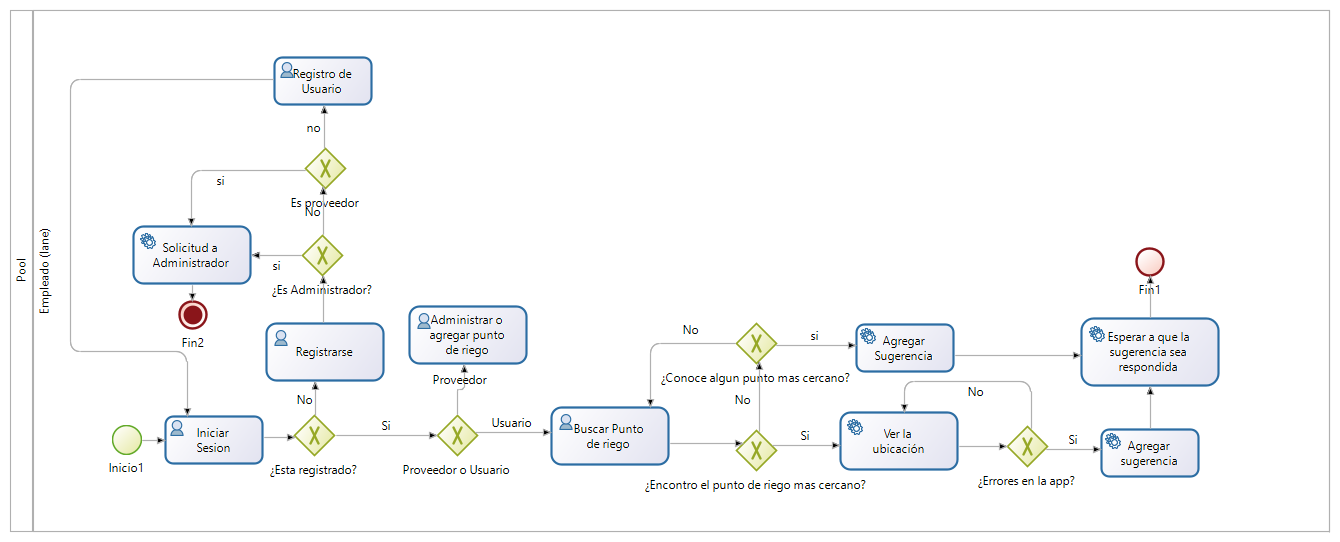 Pool
Empleado (lane)
Registro de
Usuario
no
si
Es proveedor
No
Solicitud a
Administrador
si
¿Es Administrador?
Fin2
Registrarse
No
Administrar o
agregar punto
de riego
Proveedor
Inicio1
Iniciar
Sesion
¿Esta registrado?
Si
Proveedor o Usuario
Usuario
Buscar Punto
de riego
No
¿Conoce algun punto mas cercano?
si
Agregar
Sugerencia
No
¿Encontro el punto de riego mas cercano?
Si
Ver la
ubicación
No
¿Errores en la app?
Si
Agregar
sugerencia
Esperar a que la
sugerencia sea
respondida
Fin1